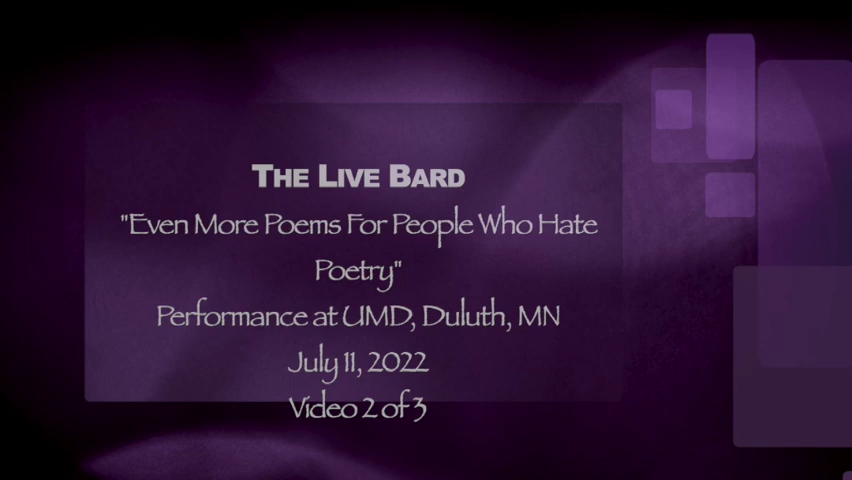 THE LIVE BARD
"Even More Poems For People Who Hate
Poetry"
Performance at UMD, Duluth, MN
July 11, 2022
Video 2 of 3